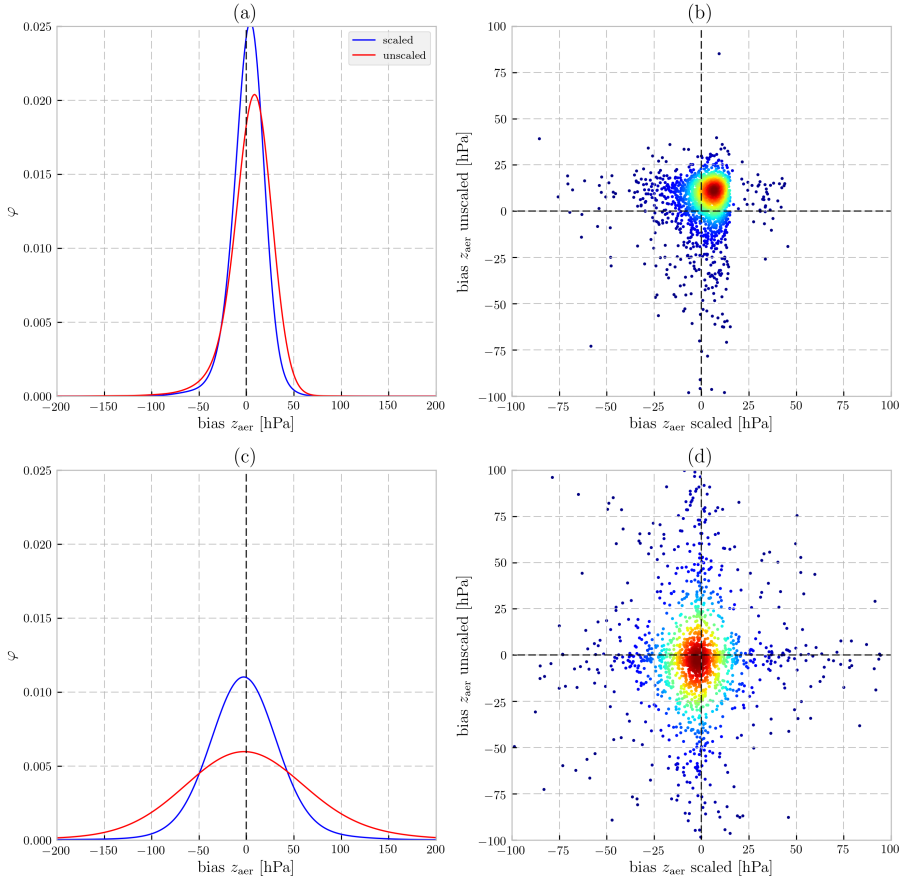 (a)
0.025
0.020
0.015
0.010
0.005
0.000
φ
scaled
unscaled
−200 −150 −100 −50 0 50 100 150 200
bias z_aer [hPa]
(b)
100
75
50
25
0
−25
−50
−75
−100
bias z_aer unscaled [hPa]
−100 −75 −50 −25 0 25 50 75 100
bias z_aer scaled [hPa]
(c)
0.025
0.020
0.015
0.010
0.005
0.000
φ
−200 −150 −100 −50 0 50 100 150 200
bias z_aer [hPa]
(d)
100
75
50
25
0
−25
−50
−75
−100
bias z_aer unscaled [hPa]
−100 −75 −50 −25 0 25 50 75 100
bias z_aer scaled [hPa]